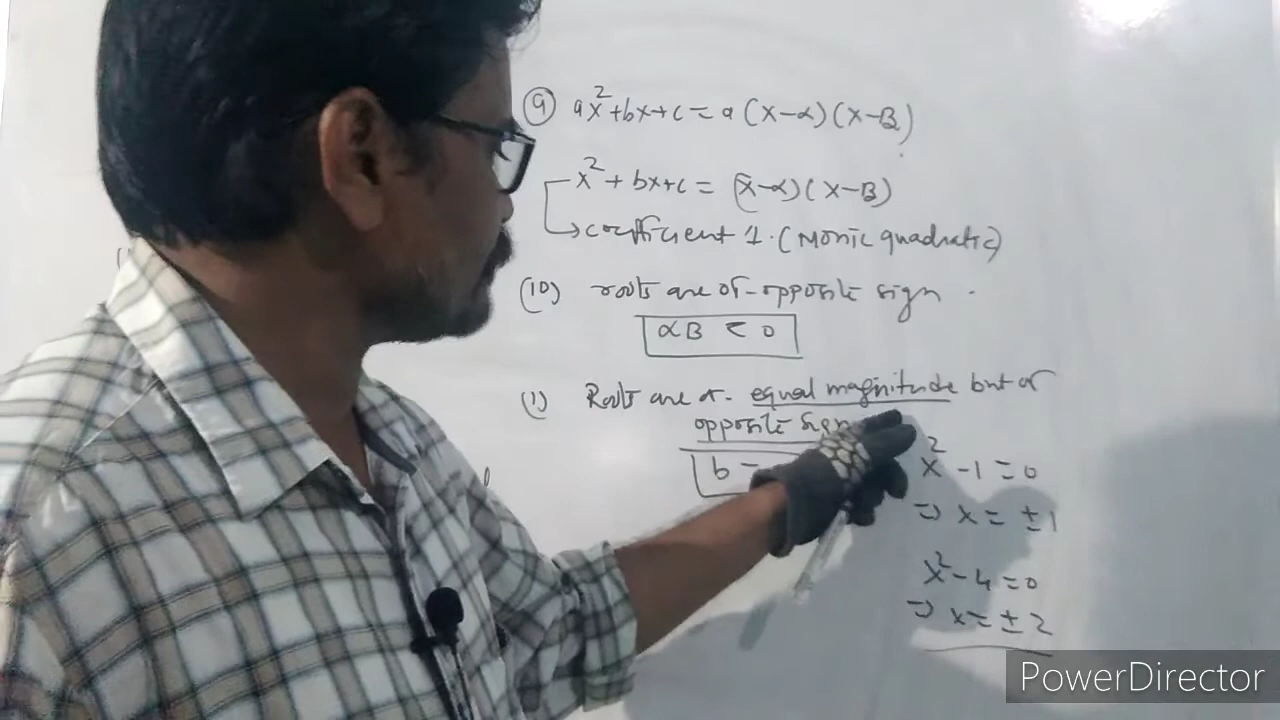 (9) ax²+bx+c = a(x-α)(x-β)
x²+bx+c = (x-α)(x-β)
coefficient 1. (Monic quadratic)
(10) roots are of opposite sign.
αβ < 0
Roots are of equal magnitude but of
opposite sign
b =
x² - 1 = 0
⇒ x = ± 1
x² - 4 = 0
⇒ x = ± 2
PowerDirector